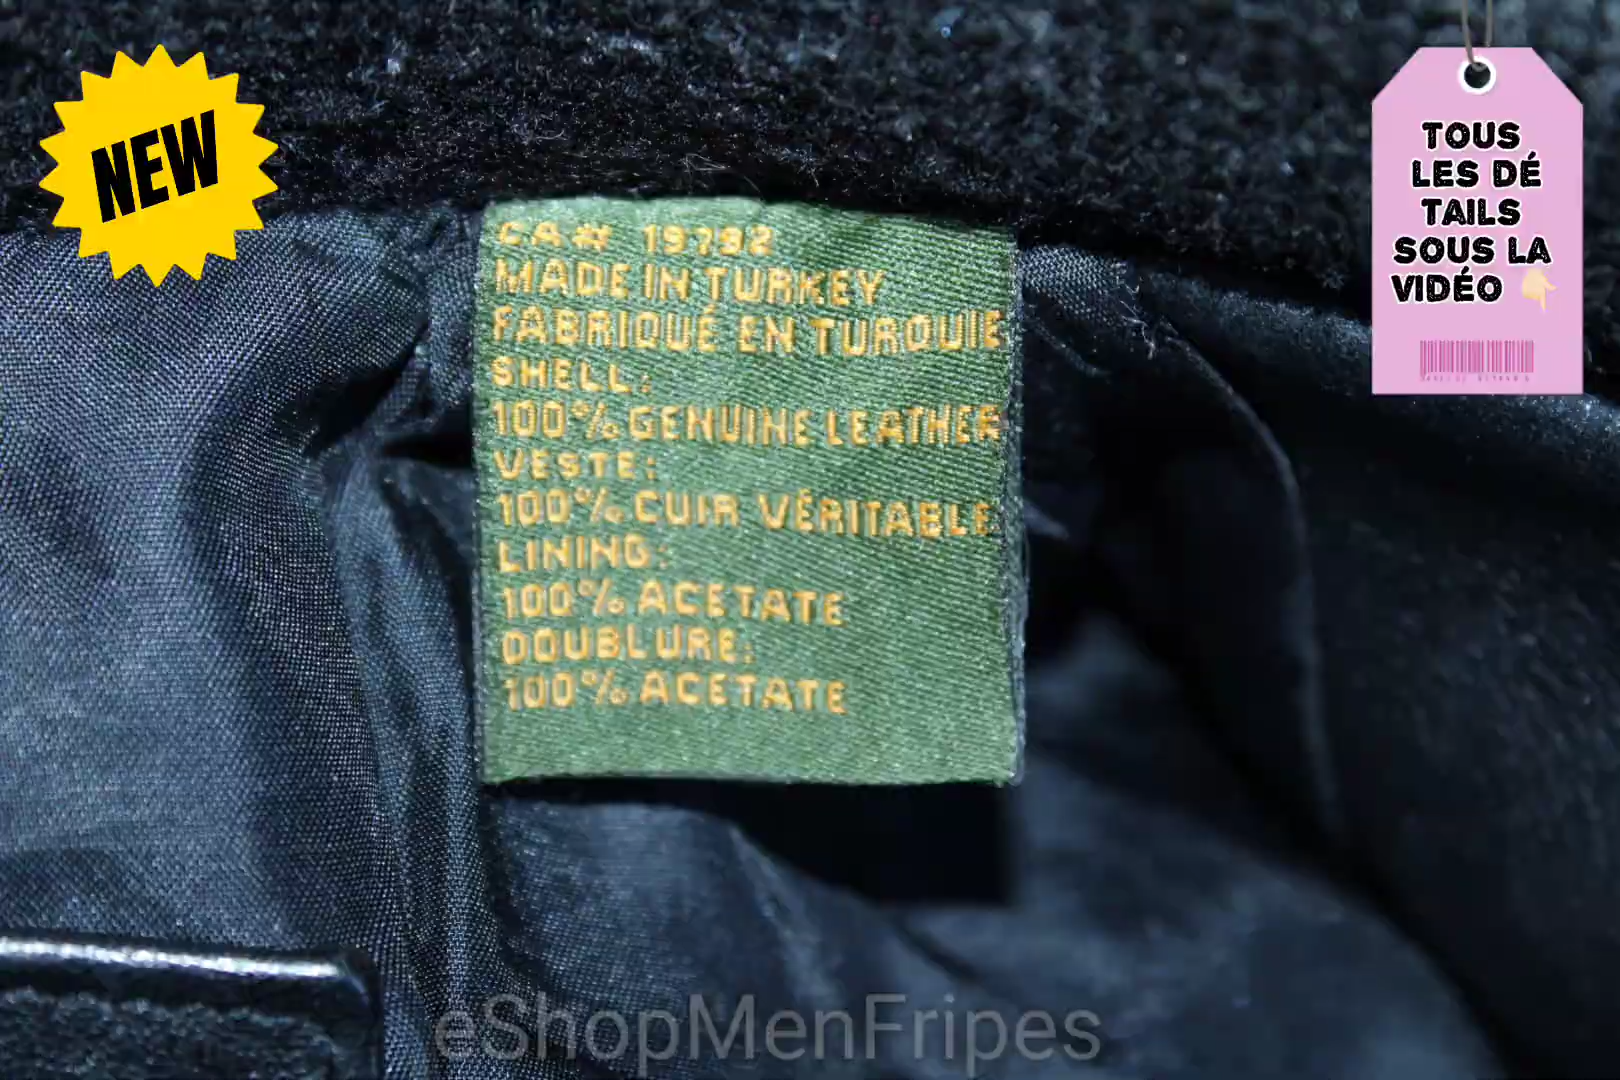 NEW
TOUS
LES DÉ
TAILS
SOUS LA
VIDÉO
CA# 19792
MADE IN TURKEY
FABRIQUÉ EN TURQUIE
SHELL:
100% GENUINE LEATHER
VESTE:
100% CUIR VÉRITABLE
LINING:
100% ACETATE
DOUBLURE:
100% ACETATE
eShopMenFripes